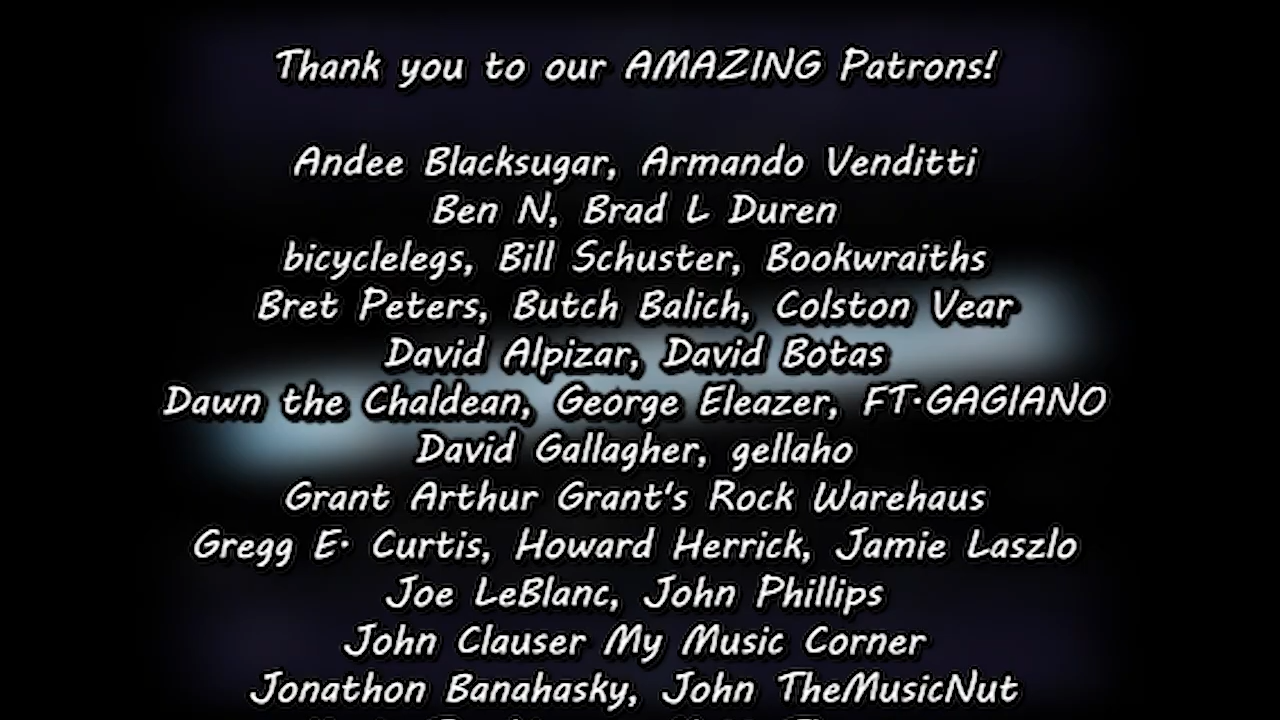 Thank you to our AMAZING Patrons!
Andee Blacksugar, Armando Venditti
Ben N, Brad L Duren
bicyclelegs, Bill Schuster, Bookwraiths
Bret Peters, Butch Balich, Colston Vear
David Alpizar, David Botas
Dawn the Chaldean, George Eleazer, FT·GAGIANO
David Gallagher, gellaho
Grant Arthur Grant's Rock Warehaus
Gregg E· Curtis, Howard Herrick, Jamie Laszlo
Joe LeBlanc, John Phillips
John Clauser My Music Corner
Jonathon Banahasky, John TheMusicNut